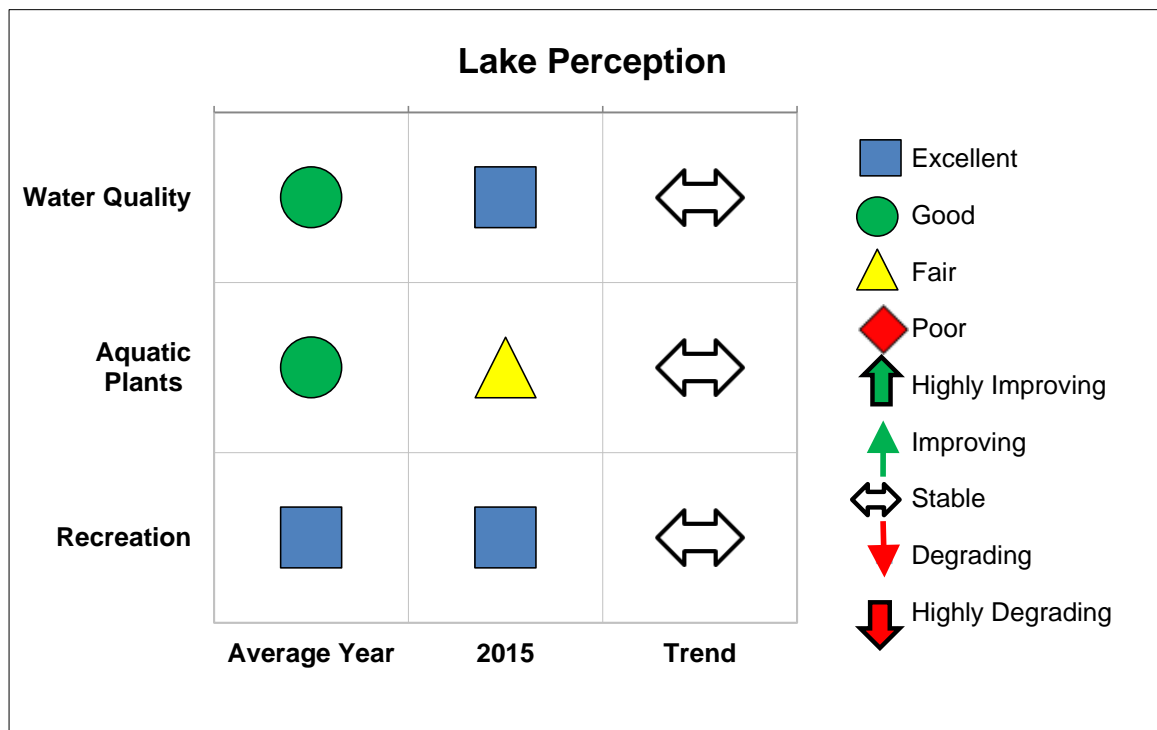 Lake Perception
Water Quality
Aquatic
Plants
Recreation
Average Year
2015
Trend
Excellent
Good
Fair
Poor
Highly Improving
Improving
Stable
Degrading
Highly Degrading